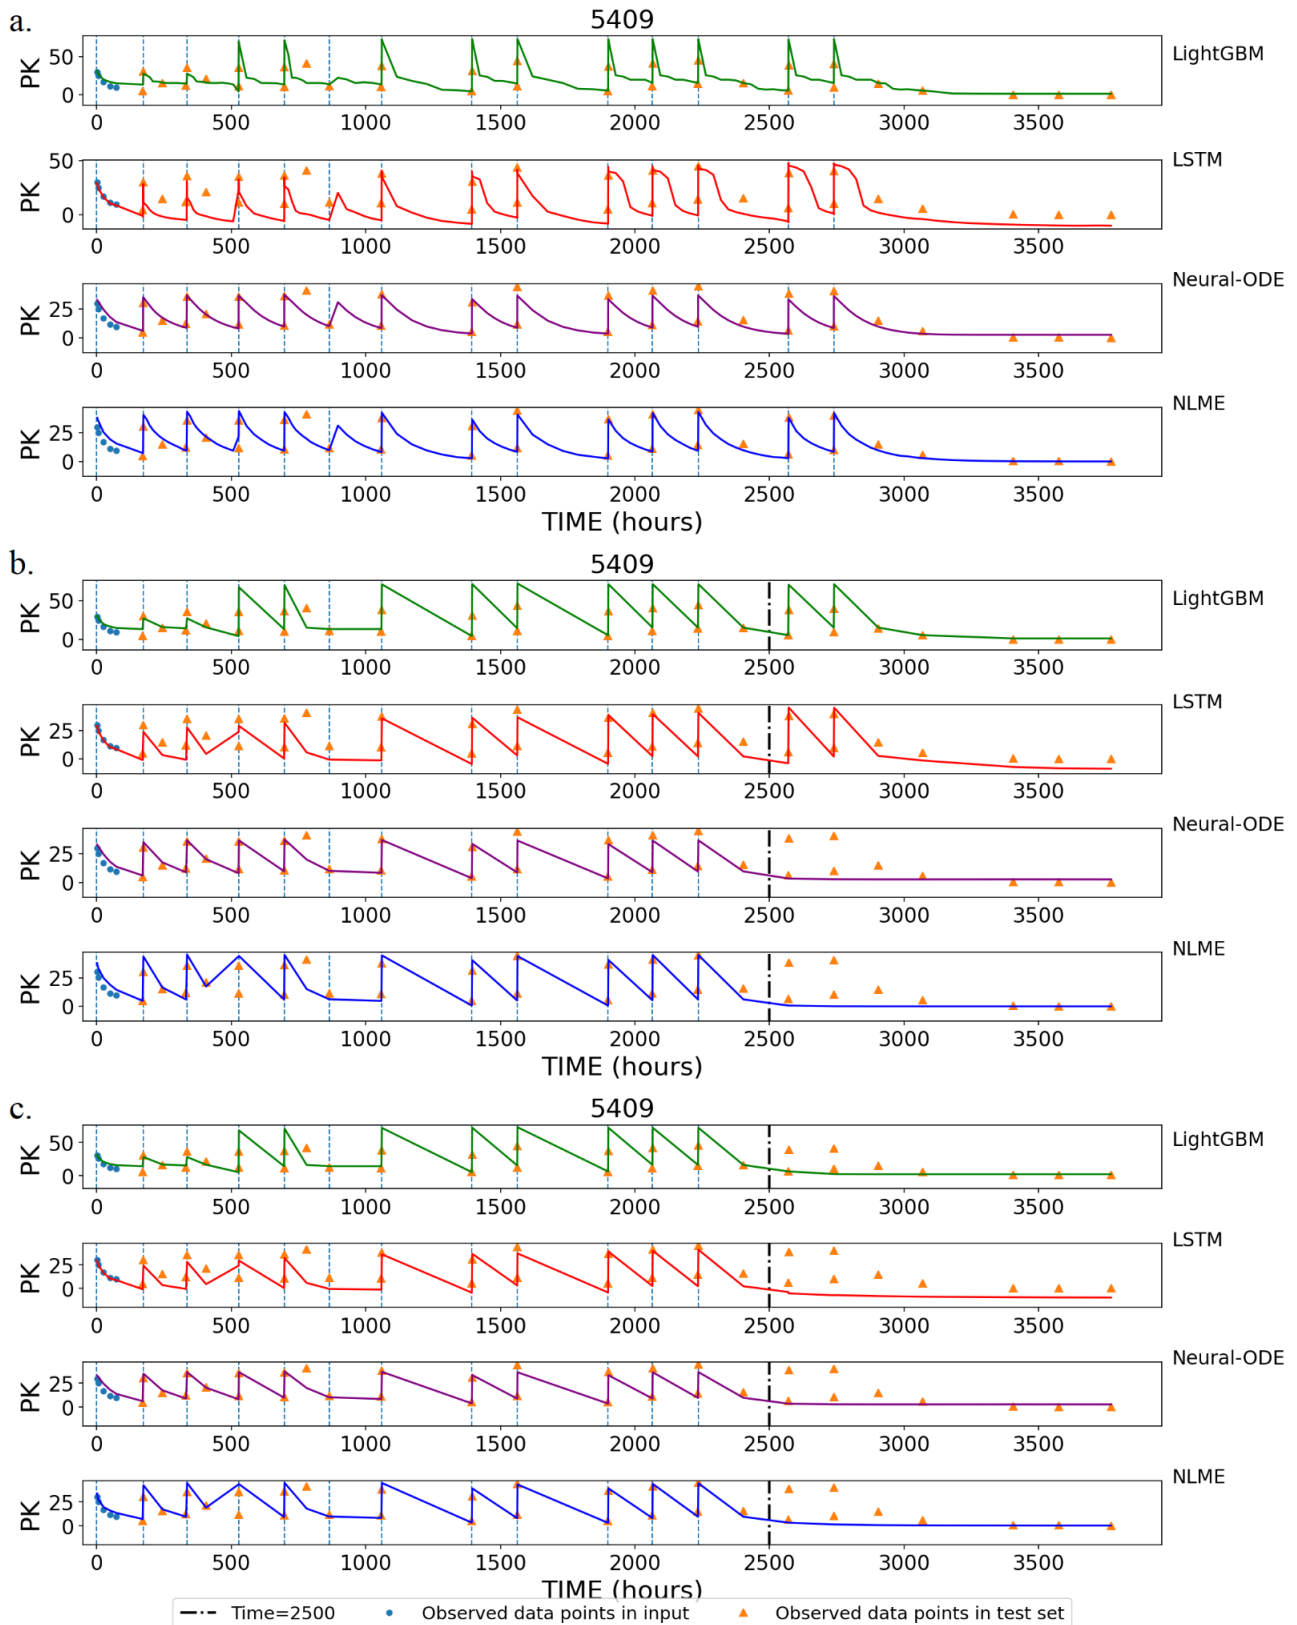 a.
5409
LightGBM
PK
50
0
0 500 1000 1500 2000 2500 3000 3500
LSTM
PK
50
0
0 500 1000 1500 2000 2500 3000 3500
Neural-ODE
PK
25
0
0 500 1000 1500 2000 2500 3000 3500
NLME
PK
25
0
0 500 1000 1500 2000 2500 3000 3500
TIME (hours)
b.
5409
LightGBM
PK
50
0
0 500 1000 1500 2000 2500 3000 3500
LSTM
PK
25
0
0 500 1000 1500 2000 2500 3000 3500
Neural-ODE
PK
25
0
0 500 1000 1500 2000 2500 3000 3500
NLME
PK
25
0
0 500 1000 1500 2000 2500 3000 3500
TIME (hours)
c.
5409
LightGBM
PK
50
0
0 500 1000 1500 2000 2500 3000 3500
LSTM
PK
25
0
0 500 1000 1500 2000 2500 3000 3500
Neural-ODE
PK
25
0
0 500 1000 1500 2000 2500 3000 3500
NLME
PK
25
0
0 500 1000 1500 2000 2500 3000 3500
TIME (hours)
Time=2500 Observed data points in input Observed data points in test set